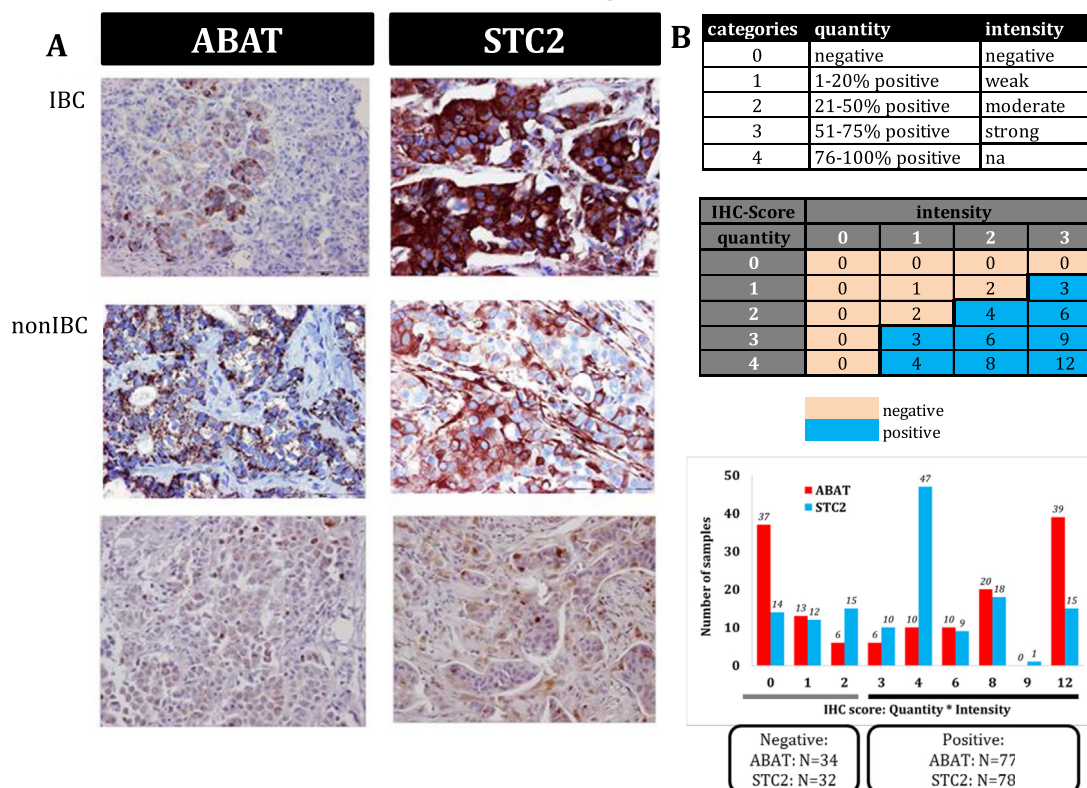 A
ABAT
STC2
IBC
nonIBC
B
categories quantity intensity
0 negative negative
1 1-20% positive weak
2 21-50% positive moderate
3 51-75% positive strong
4 76-100% positive na
IHC-Score intensity
quantity 0 1 2 3
0 0 0 0 0
1 0 1 2 3
2 0 2 4 6
3 0 3 6 9
4 0 4 8 12
negative
positive
Number of samples
50
40
30
20
10
0
ABAT
STC2
37 14 13 12 6 15 6 10 10 47 10 9 20 18 0 1 39 15
0 1 2 3 4 6 8 9 12
IHC score: Quantity * Intensity
Negative:
ABAT: N=34
STC2: N=32
Positive:
ABAT: N=77
STC2: N=78